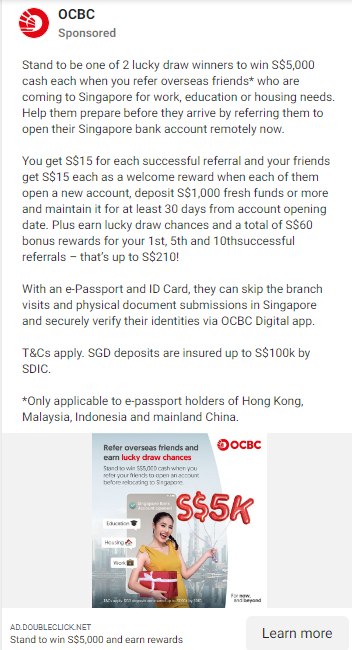 OCBC
Sponsored
Stand to be one of 2 lucky draw winners to win S$5,000
cash each when you refer overseas friends* who are
coming to Singapore for work, education or housing needs.
Help them prepare before they arrive by referring them to
open their Singapore bank account remotely now.
You get S$15 for each successful referral and your friends
get S$15 each as a welcome reward when each of them
open a new account, deposit S$1,000 fresh funds or more
and maintain it for at least 30 days from account opening
date. Plus earn lucky draw chances and a total of S$60
bonus rewards for your 1st, 5th and 10thsuccessful
referrals – that's up to S$210!
With an e-Passport and ID Card, they can skip the branch
visits and physical document submissions in Singapore
and securely verify their identities via OCBC Digital app.
T&Cs apply. SGD deposits are insured up to S$100k by
SDIC.
*Only applicable to e-passport holders of Hong Kong,
Malaysia, Indonesia and mainland China.
OCBC
Refer overseas friends and
earn lucky draw chances
Stand to win S$5,000 cash when you
refer your friends to open an account
before relocating to Singapore.
S$5K
Singapore Bank
Education
Housing
Work
For now,
and beyond
AD.DOUBLECLICK.NET
Stand to win S$5,000 and earn rewards
Learn more